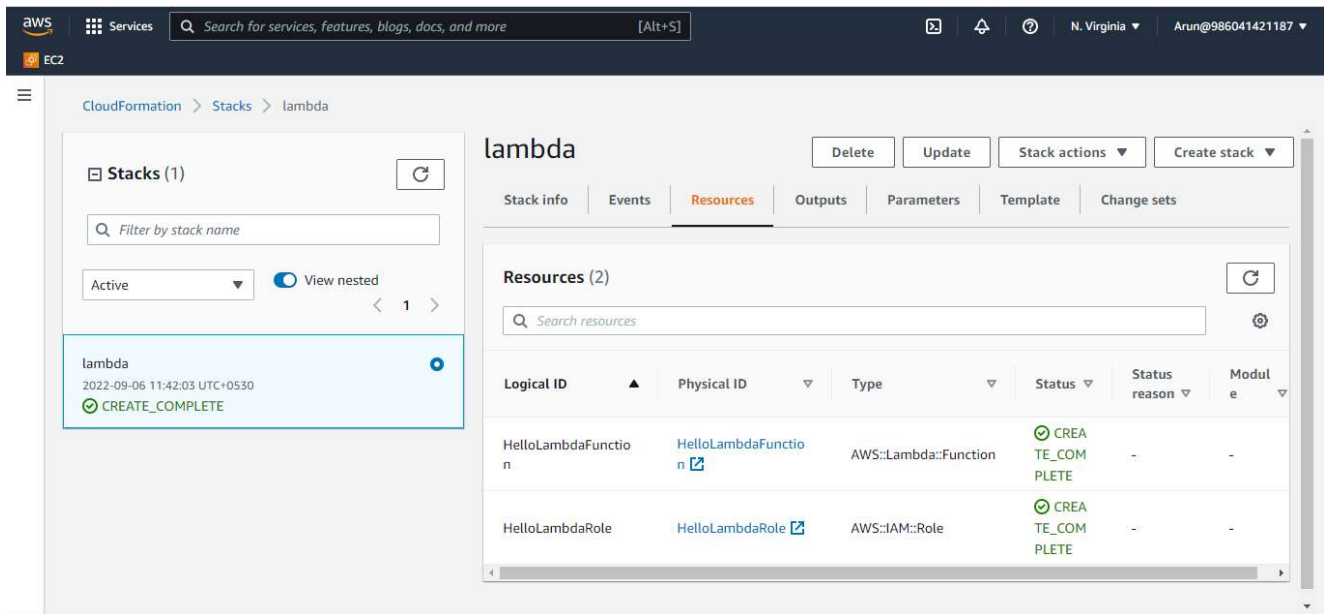 aws Services Search for services, features, blogs, docs, and more [Alt+S] N. Virginia ▼ Arun@986041421187 ▼
EC2
CloudFormation > Stacks > lambda
Stacks (1)
Filter by stack name
Active ▼ View nested
< 1 >
lambda
2022-09-06 11:42:03 UTC+0530
CREATE_COMPLETE
lambda
Delete Update Stack actions ▼ Create stack ▼
Stack info Events Resources Outputs Parameters Template Change sets
Resources (2)
Search resources
Logical ID ▲ Physical ID ▽ Type ▽ Status ▽ Status reason ▽ Modul
e ▽
HelloLambdaFunctio
n
HelloLambdaFunctio
n
AWS::Lambda::Function
CREA
TE_COM
PLETE
-
-
HelloLambdaRole
HelloLambdaRole
AWS::IAM::Role
CREA
TE_COM
PLETE
-
-